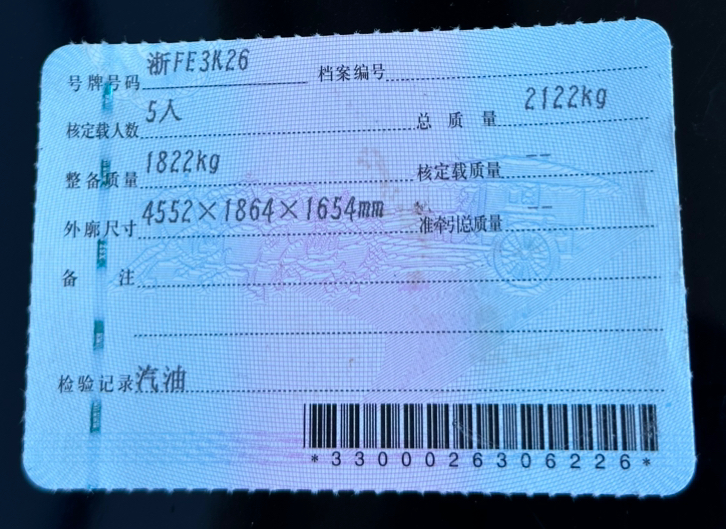 号牌号码 浙FE3K26 档案编号
核定载人数 5人 总质量 2122kg
整备质量 1822kg 核定载质量 --
外廓尺寸 4552×1864×1654mm 准牵引总质量 --
备注
检验记录 汽油
*3300026306226*